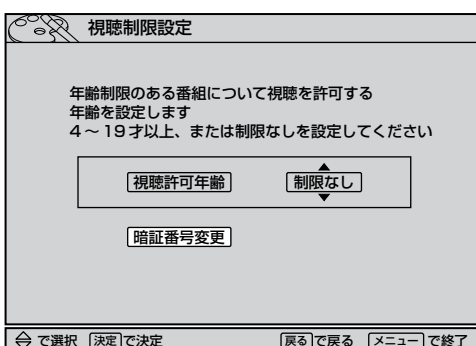 視聴制限設定
年齢制限のある番組について視聴を許可する
年齢を設定します
4～19才以上、または制限なしを設定してください
視聴許可年齢 制限なし
暗証番号変更
で選択 決定で決定 戻るで戻る メニューで終了